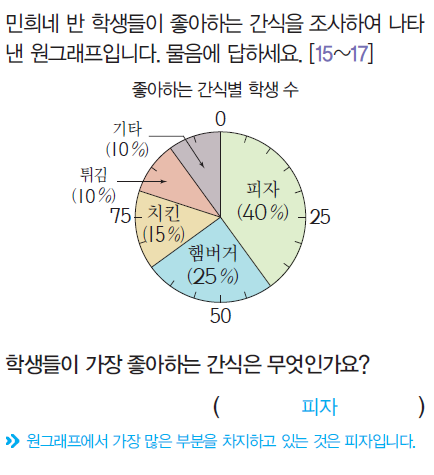 민희네 반 학생들이 좋아하는 간식을 조사하여 나타
낸 원그래프입니다. 물음에 답하세요. [15~17]
좋아하는 간식별 학생 수
0
기타
(10%)
튀김
(10%)
피자
(40%)
75
치킨
(15%)
25
햄버거
(25%)
50
학생들이 가장 좋아하는 간식은 무엇인가요?
( 피자 )
» 원그래프에서 가장 많은 부분을 차지하고 있는 것은 피자입니다.